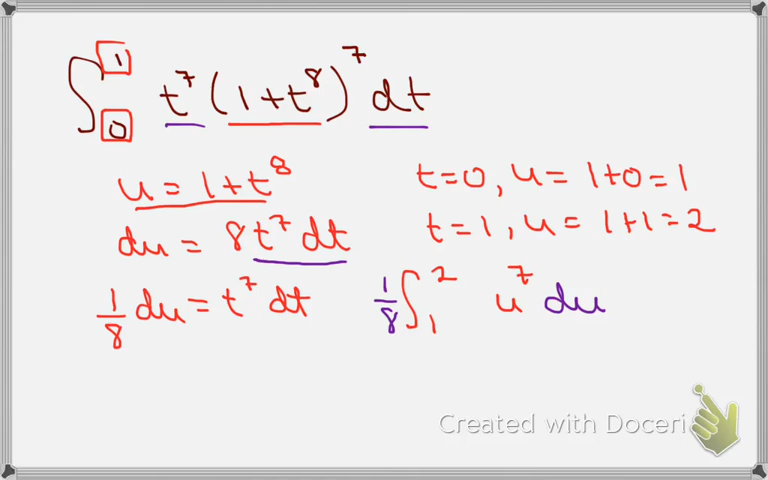 ∫₀¹ t⁷(1+t⁸)⁷ dt
u = 1+t⁸
du = 8t⁷ dt
1/8 du = t⁷ dt
t=0, u= 1+0=1
t=1, u= 1+1=2
1/8 ∫₁² u⁷ du
Created with Doceri